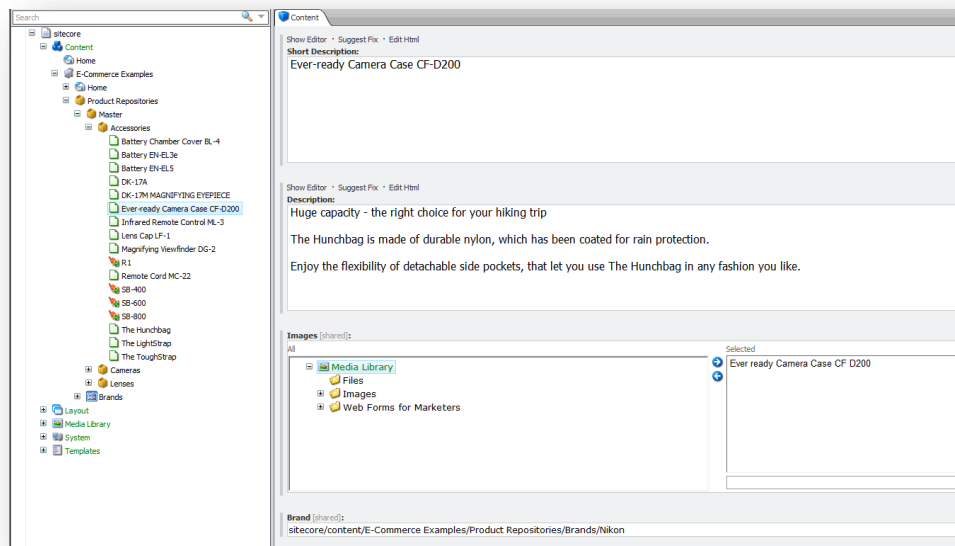 Search
sitecore
Content
Home
E-Commerce Examples
Home
Product Repositories
Master
Accessories
Battery Chamber Cover BL-4
Battery EN-EL3e
Battery EN-EL5
DK-17A
DK-17M MAGNIFYING EYEPIECE
Ever-ready Camera Case CF-D200
Infrared Remote Control ML-3
Lens Cap LF-1
Magnifying Viewfinder DG-2
R1
Remote Cord MC-22
SB-400
SB-600
SB-800
The Hunchbag
The LightStrap
The ToughStrap
Cameras
Lenses
Brands
Layout
Media Library
System
Templates
Content
Show Editor · Suggest Fix · Edit Html
Short Description:
Ever-ready Camera Case CF-D200
Show Editor · Suggest Fix · Edit Html
Description:
Huge capacity - the right choice for your hiking trip
The Hunchbag is made of durable nylon, which has been coated for rain protection.
Enjoy the flexibility of detachable side pockets, that let you use The Hunchbag in any fashion you like.
Images [shared]:
All
Media Library
Files
Images
Web Forms for Marketers
Selected
Ever ready Camera Case CF D200
Brand [shared]:
sitecore/content/E-Commerce Examples/Product Repositories/Brands/Nikon